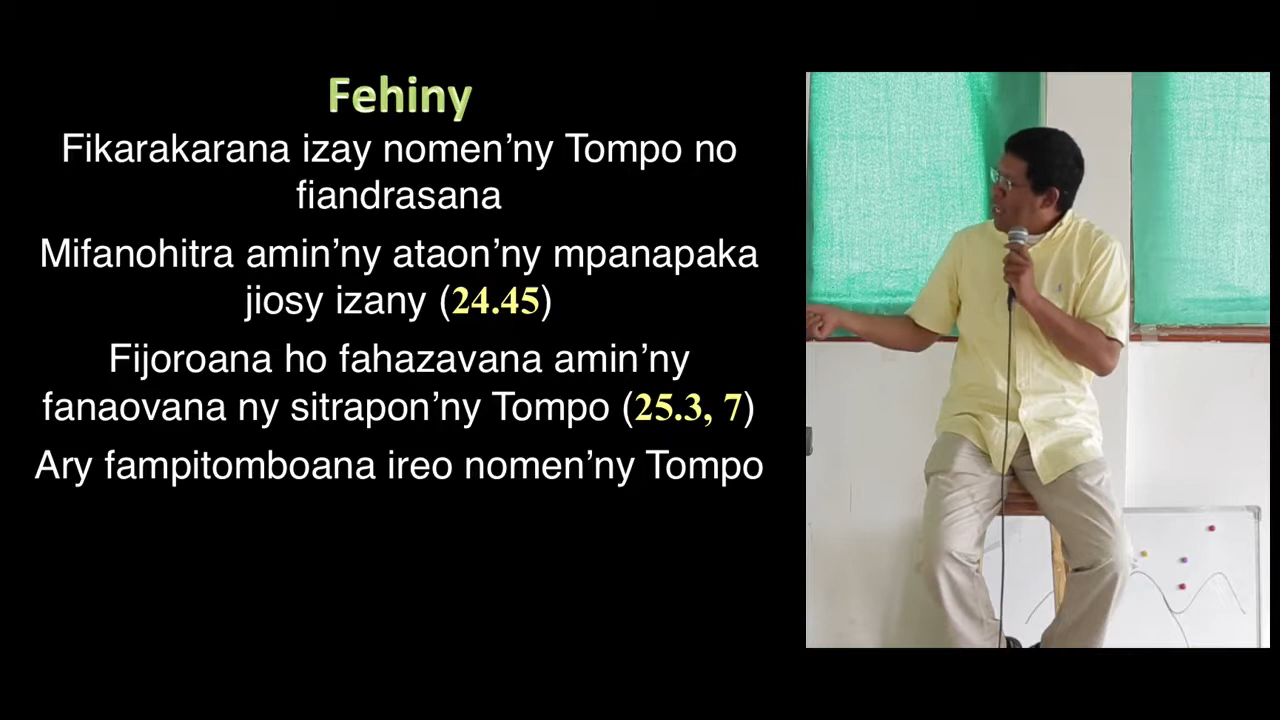 Fehiny
Fikarakarana izay nomen’ny Tompo no
fiandrasana
Mifanohitra amin’ny ataon’ny mpanapaka
jiosy izany (24.45)
Fijoroana ho fahazavana amin’ny
fanaovana ny sitrapon’ny Tompo (25.3, 7)
Ary fampitomboana ireo nomen’ny Tompo